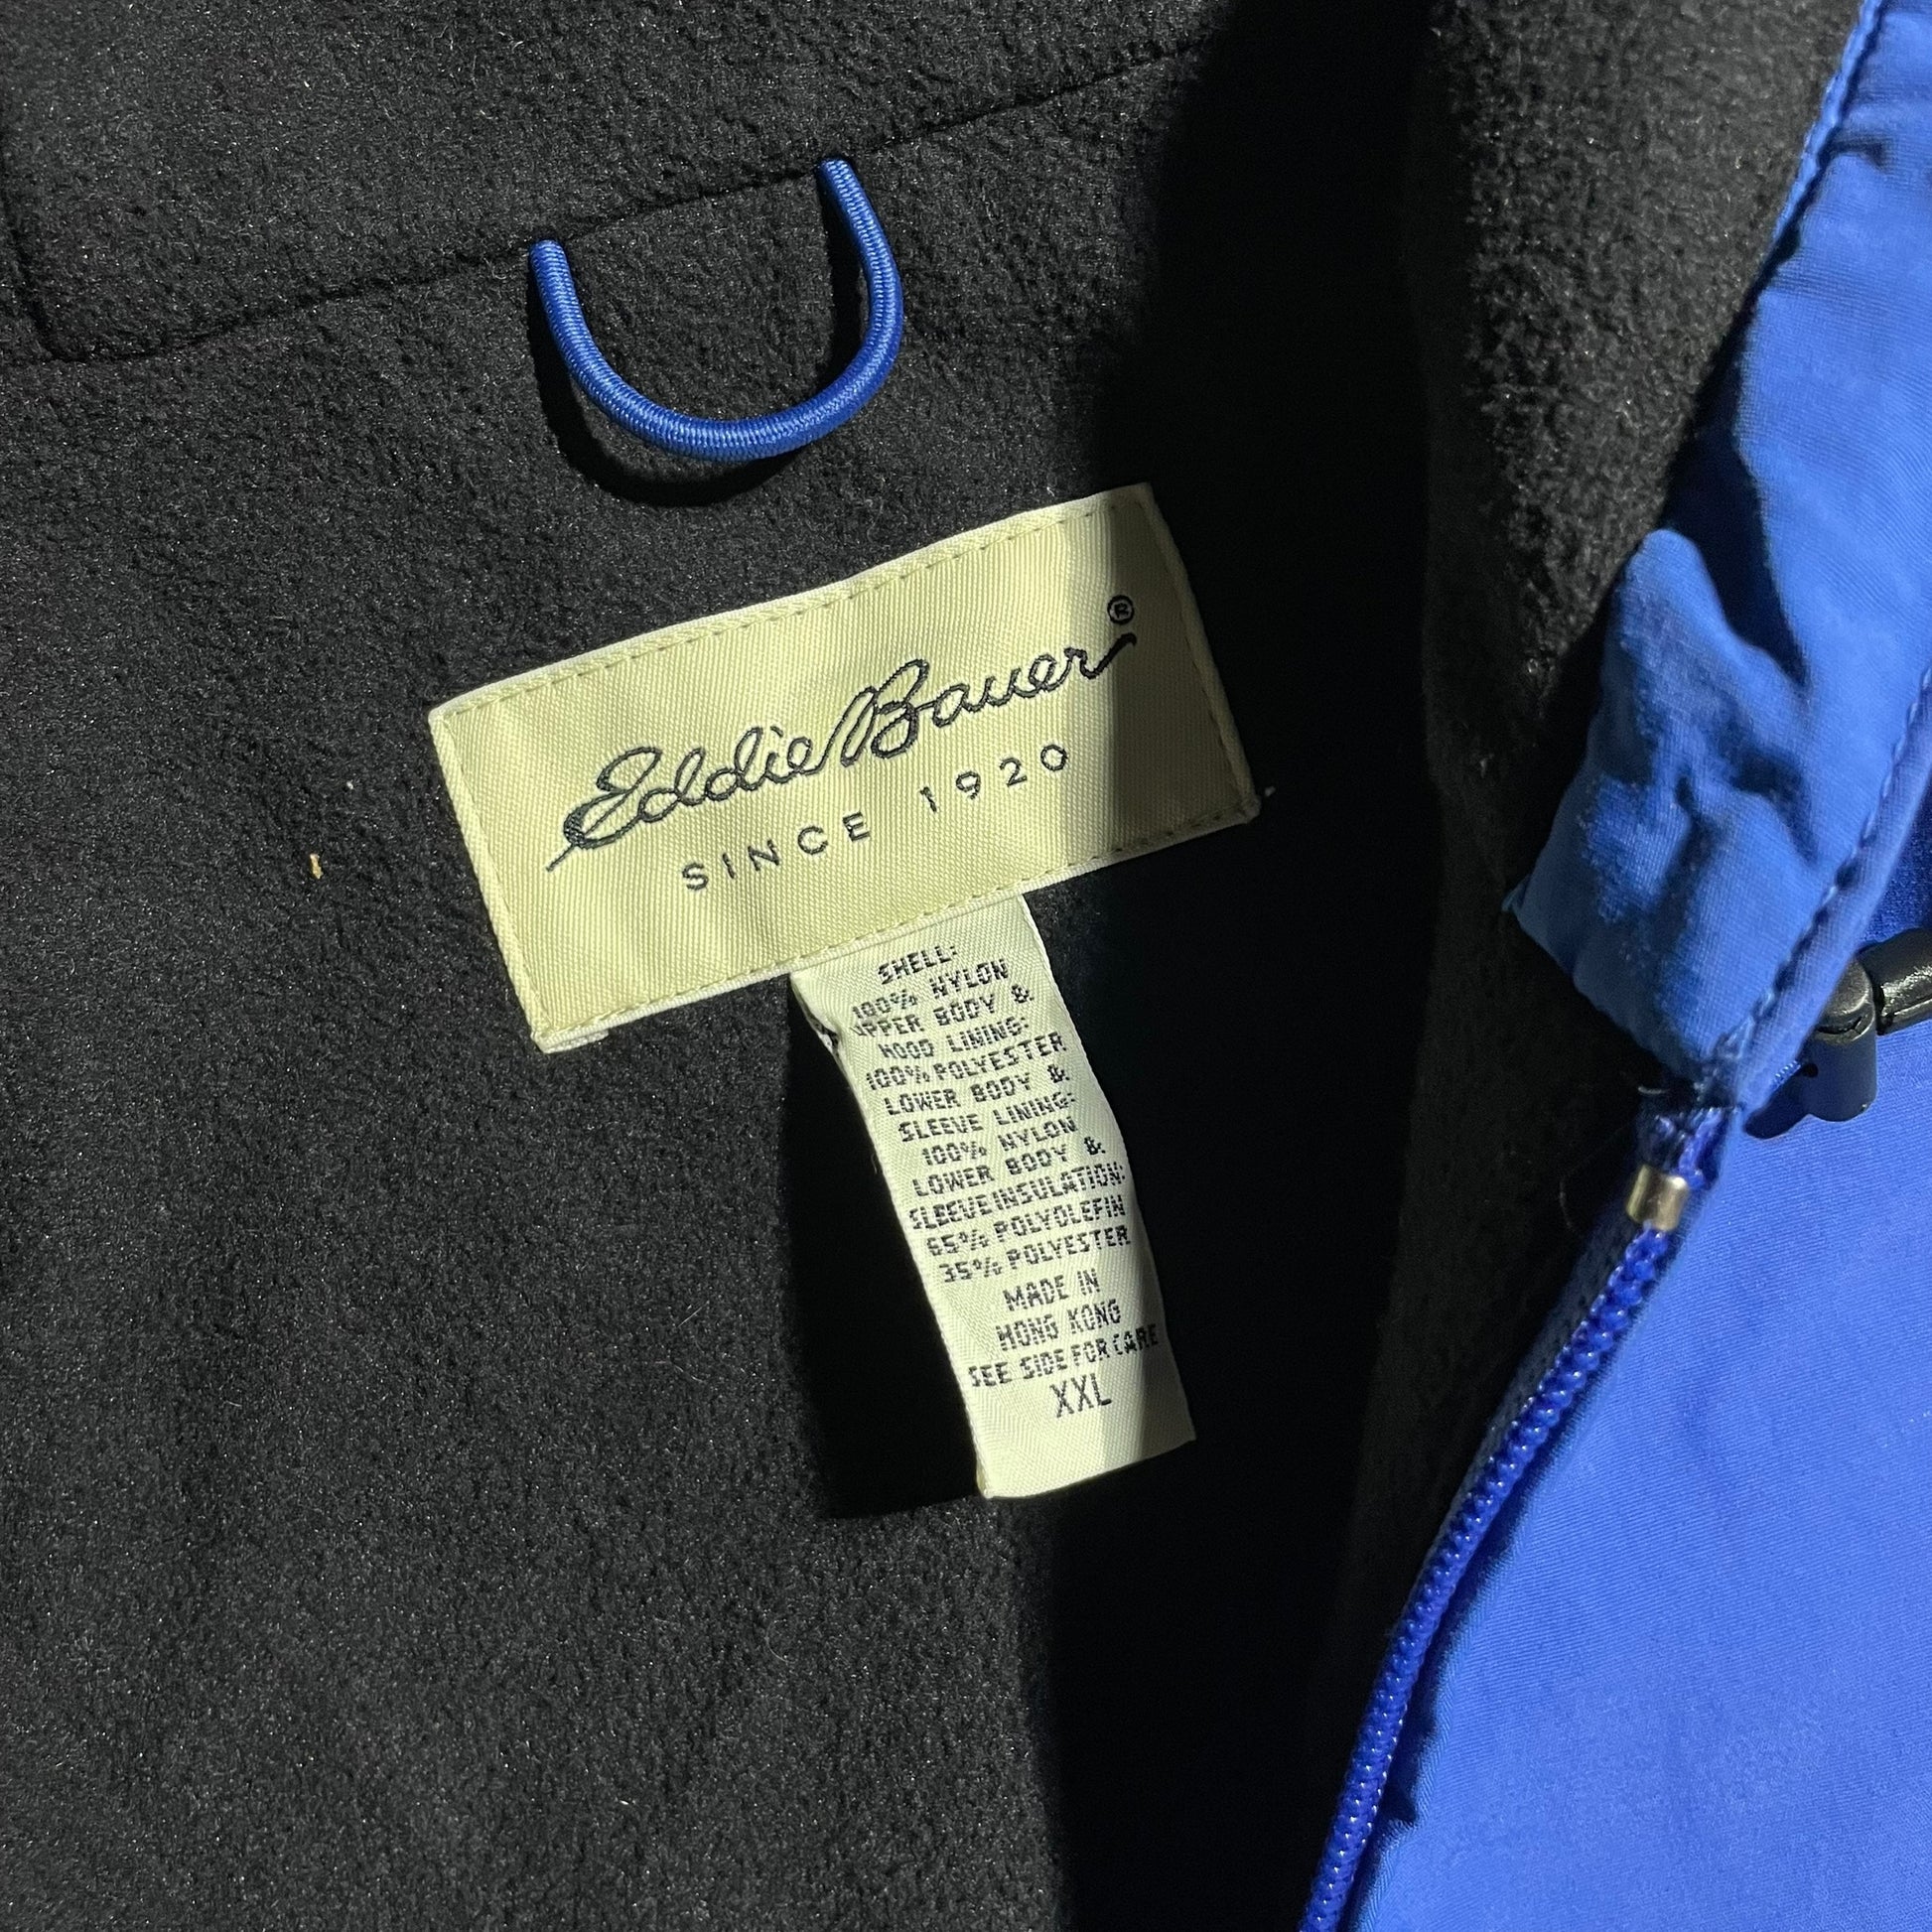 Eddie Bauer®
SINCE 1920
SHELL:
100% NYLON
UPPER BODY &
HOOD LINING:
100% POLYESTER
LOWER BODY &
SLEEVE LINING:
100% NYLON
LOWER BODY &
SLEEVE INSULATION:
65% POLYOLEFIN
35% POLYESTER
MADE IN
HONG KONG
SEE SIDE FOR CARE
XXL